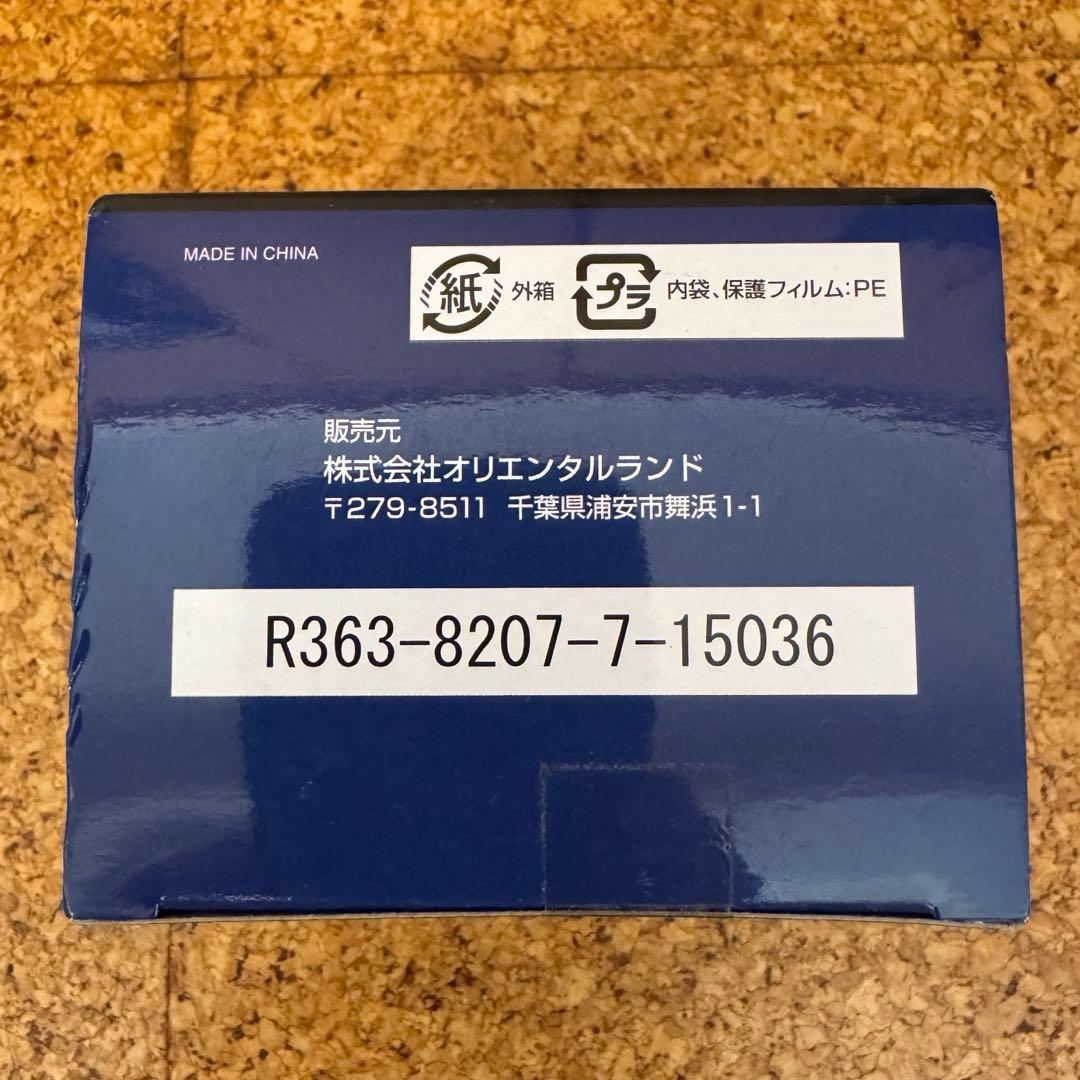 MADE IN CHINA
紙 外箱 プラ 内袋、保護フィルム:PE
販売元
株式会社オリエンタルランド
〒279-8511 千葉県浦安市舞浜1-1
R363-8207-7-15036